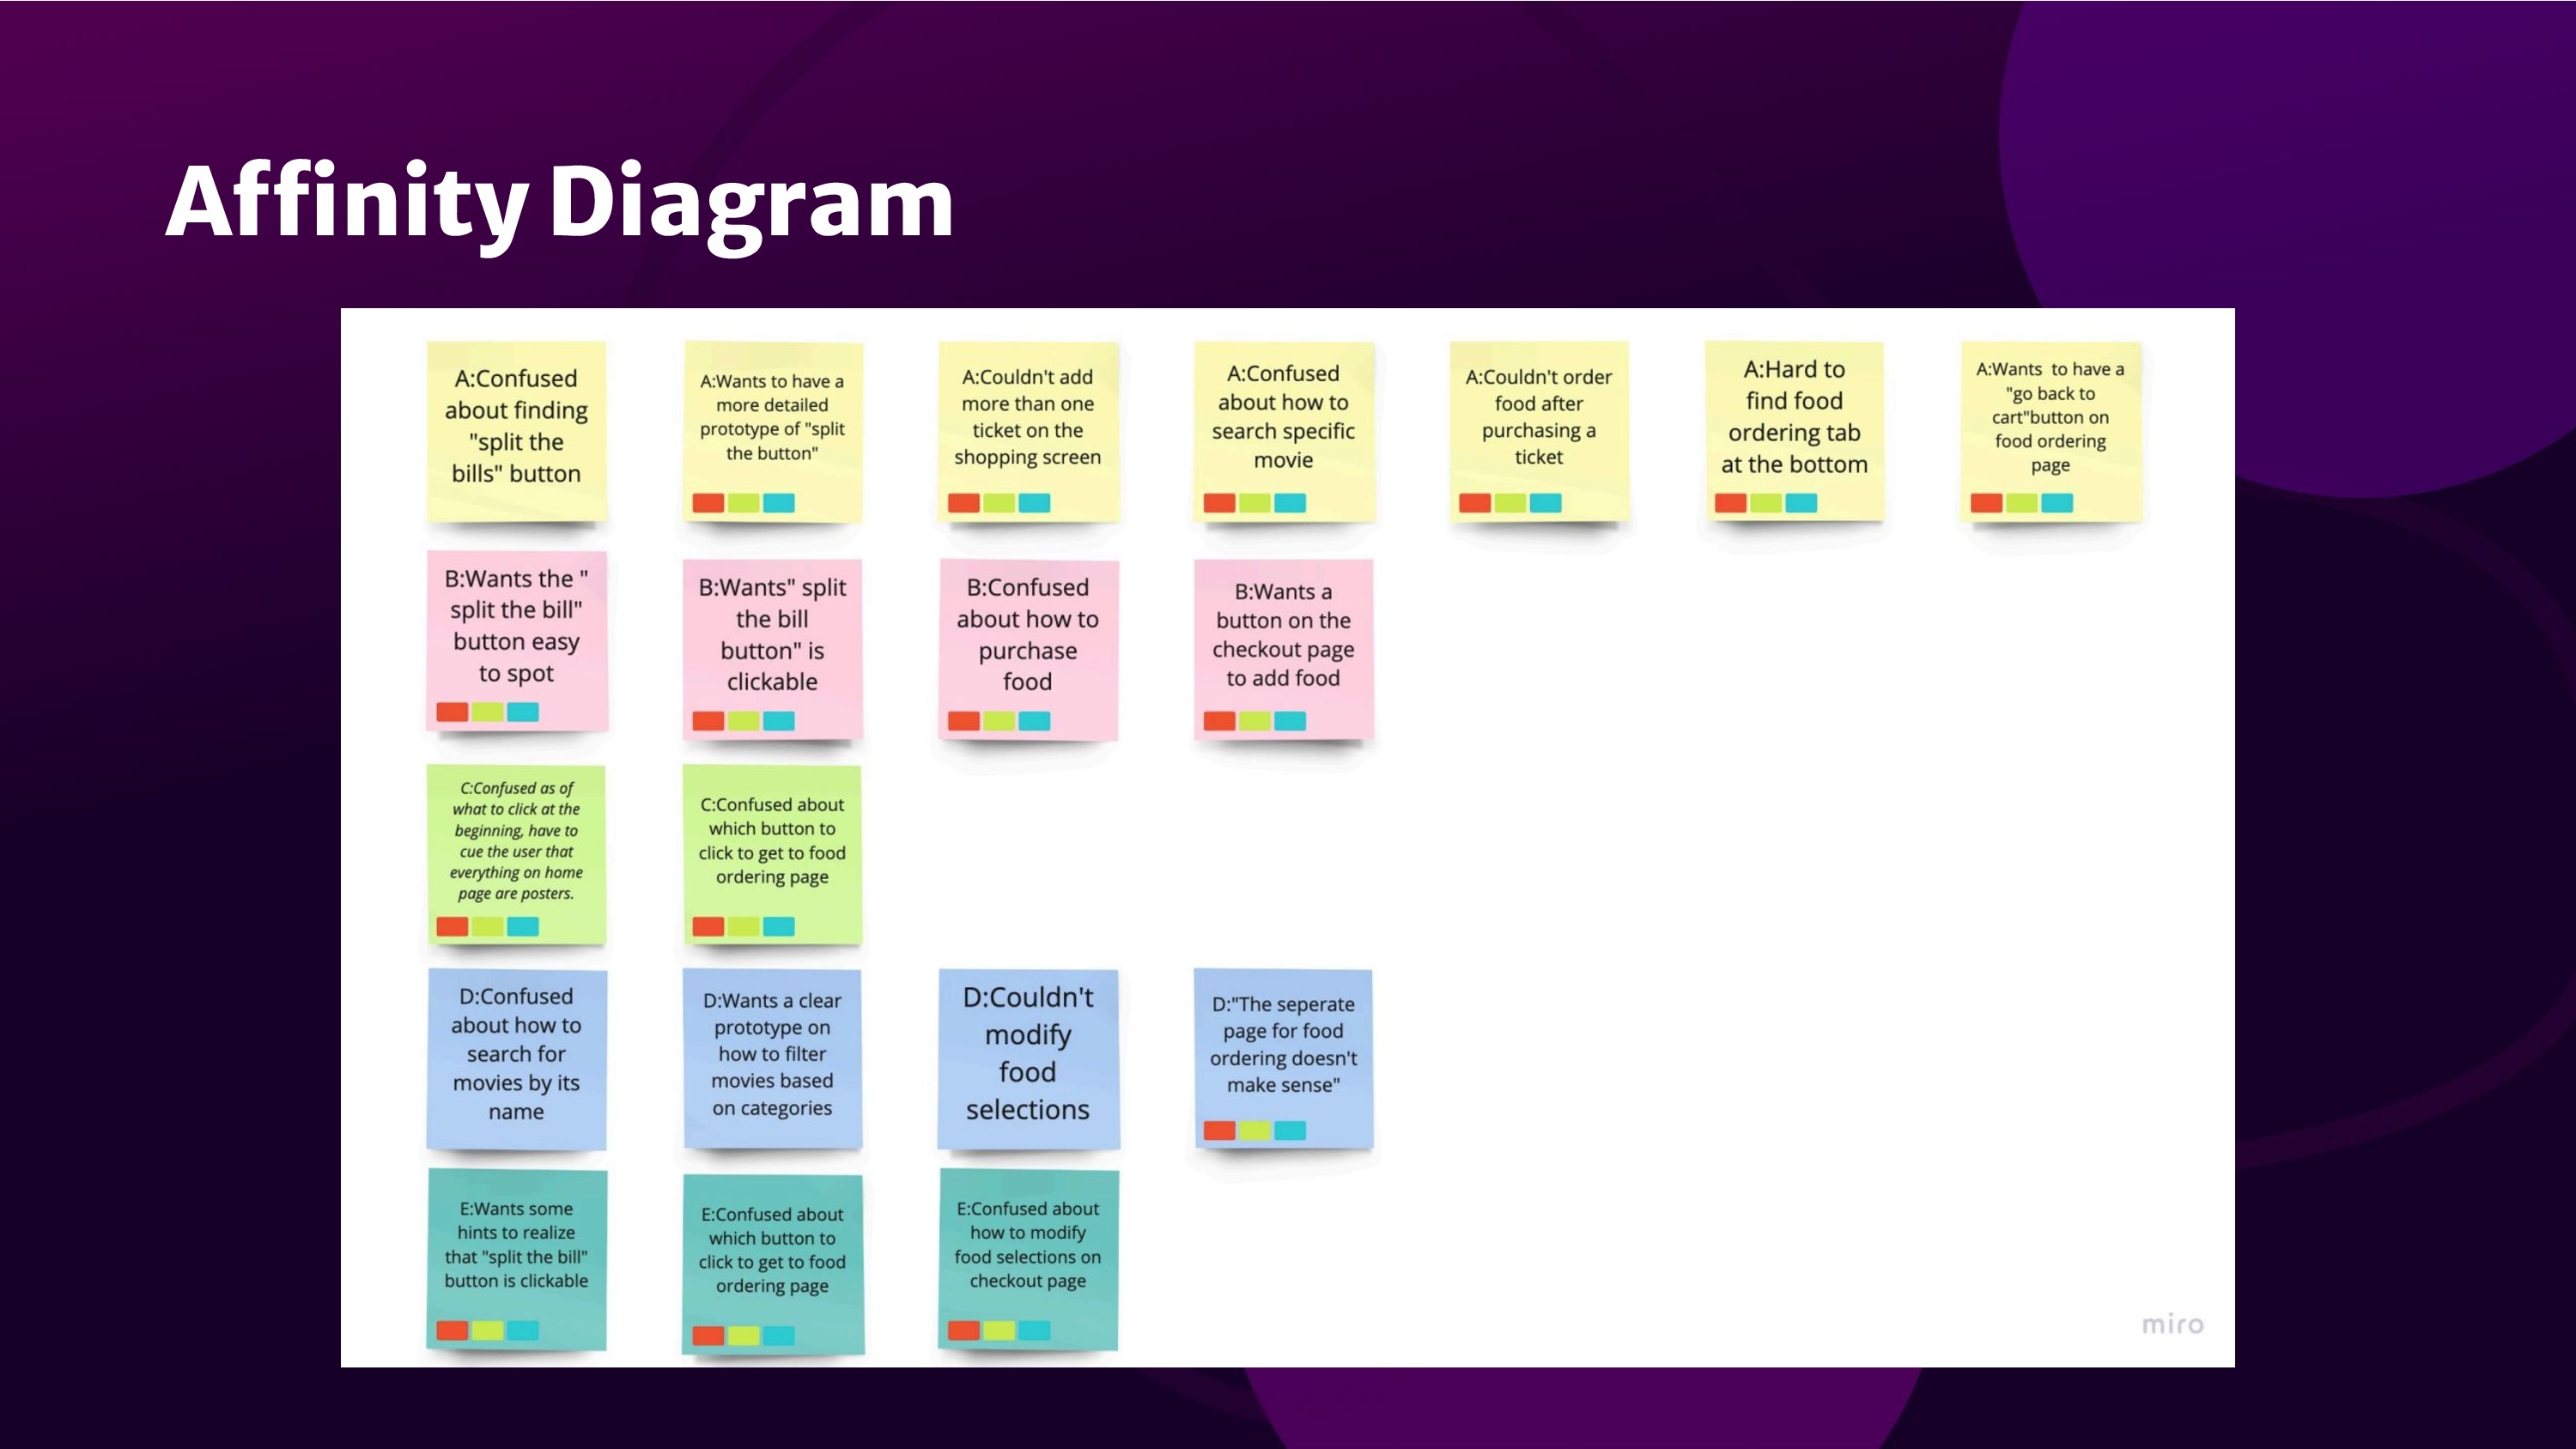 Affinity Diagram
A:Confused
about finding
"split the
bills" button
A:Wants to have a
more detailed
prototype of "split
the button"
A:Couldn't add
more than one
ticket on the
shopping screen
A:Confused
about how to
search specific
movie
A:Couldn't order
food after
purchasing a
ticket
A:Hard to
find food
ordering tab
at the bottom
A:Wants  to have a
"go back to
cart"button on
food ordering
page
B:Wants the "
split the bill"
button easy
to spot
B:Wants" split
the bill
button" is
clickable
B:Confused
about how to
purchase
food
B:Wants a
button on the
checkout page
to add food
C:Confused as of
what to click at the
beginning, have to
cue the user that
everything on home
page are posters.
C:Confused about
which button to
click to get to food
ordering page
D:Confused
about how to
search for
movies by its
name
D:Wants a clear
prototype on
how to filter
movies based
on categories
D:Couldn't
modify
food
selections
D:"The seperate
page for food
ordering doesn't
make sense"
E:Wants some
hints to realize
that "split the bill"
button is clickable
E:Confused about
which button to
click to get to food
ordering page
E:Confused about
how to modify
food selections on
checkout page
miro